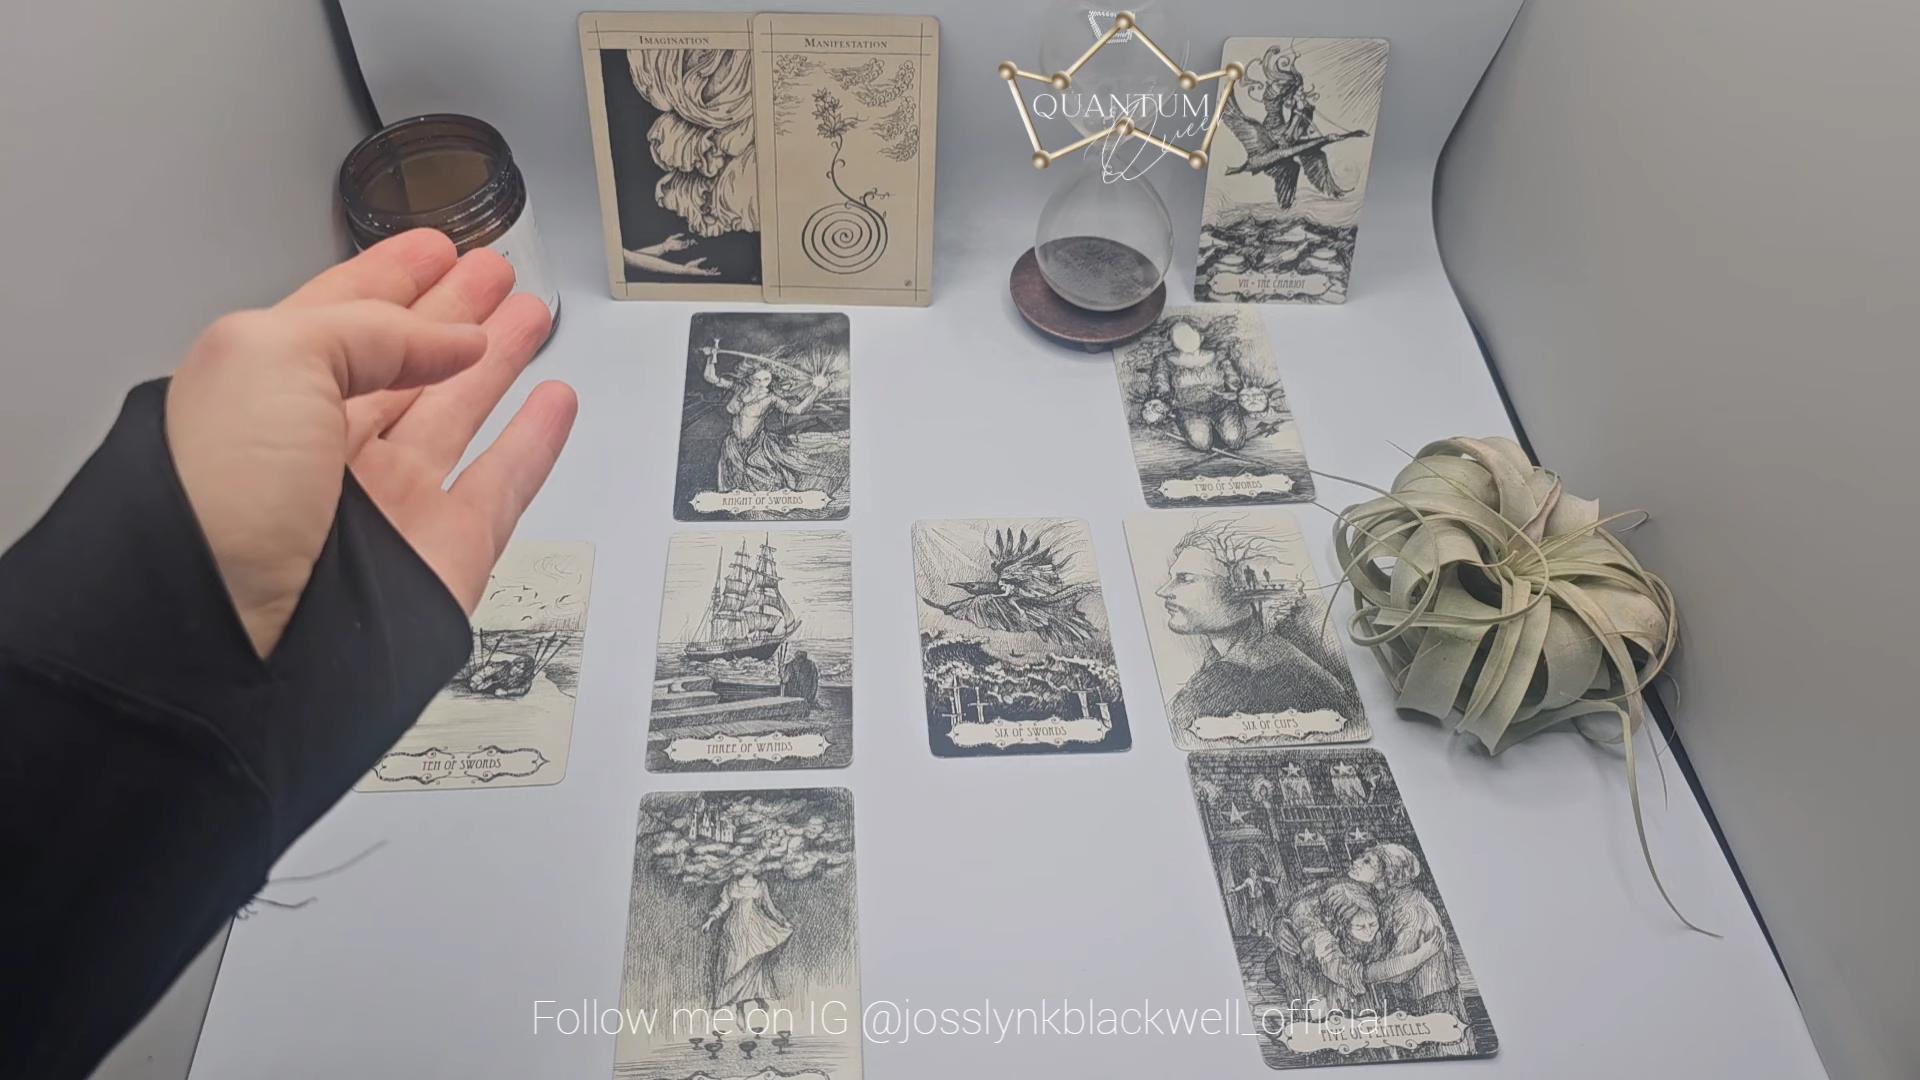 IMAGINATION
MANIFESTATION
QUANTUM
Queen
VII - THE CHARIOT
KNIGHT OF SWORDS
TWO OF SWORDS
TEN OF SWORDS
THREE OF WANDS
SIX OF SWORDS
SIX OF CUPS
FIVE OF PENTACLES
Follow me on IG @josslynkblackwell_official